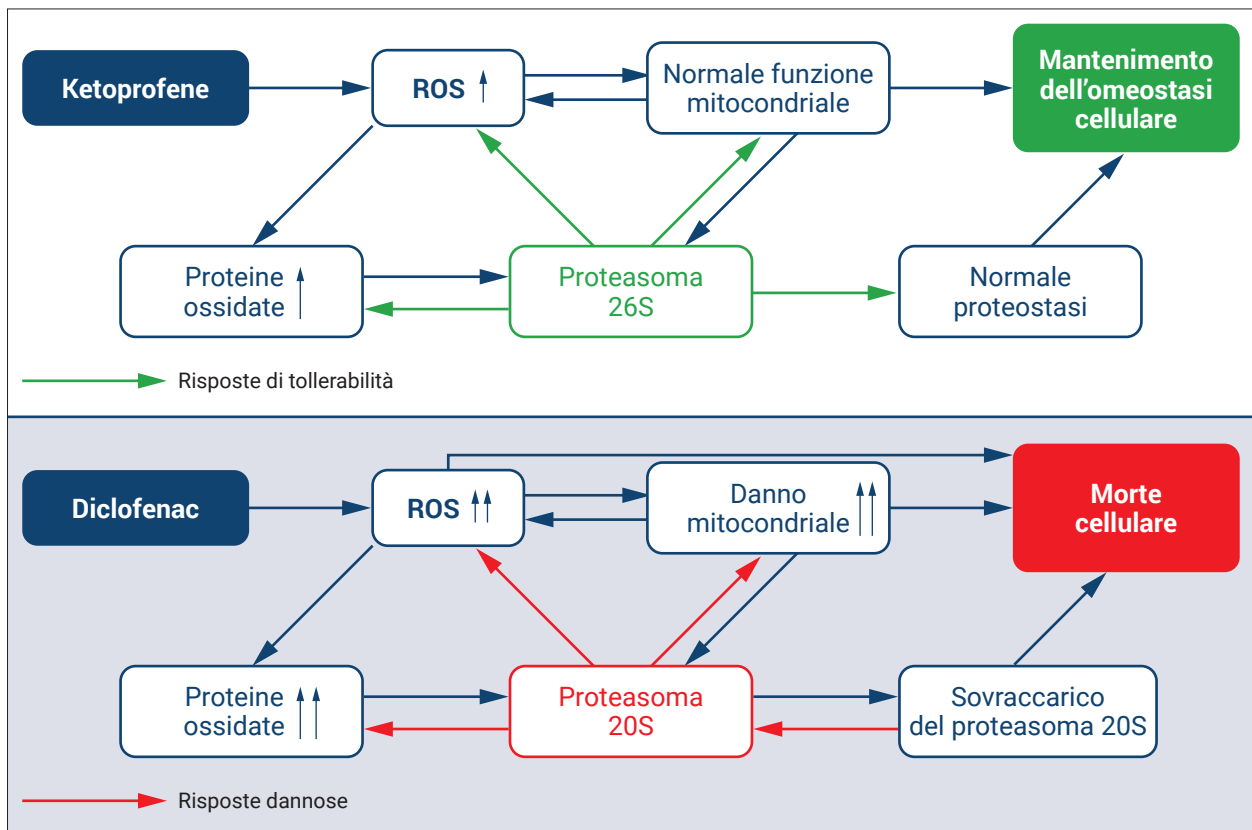 Ketoprofene
ROS ↑
Normale funzione
mitocondriale
Mantenimento
dell'omeostasi
cellulare
Proteine
ossidate ↑
Proteasoma
26S
Normale
proteostasi
Risposte di tollerabilità
Diclofenac
ROS ↑↑
Danno
mitocondriale ↑↑
Morte
cellulare
Proteine
ossidate ↑↑
Proteasoma
20S
Sovraccarico
del proteasoma 20S
Risposte dannose